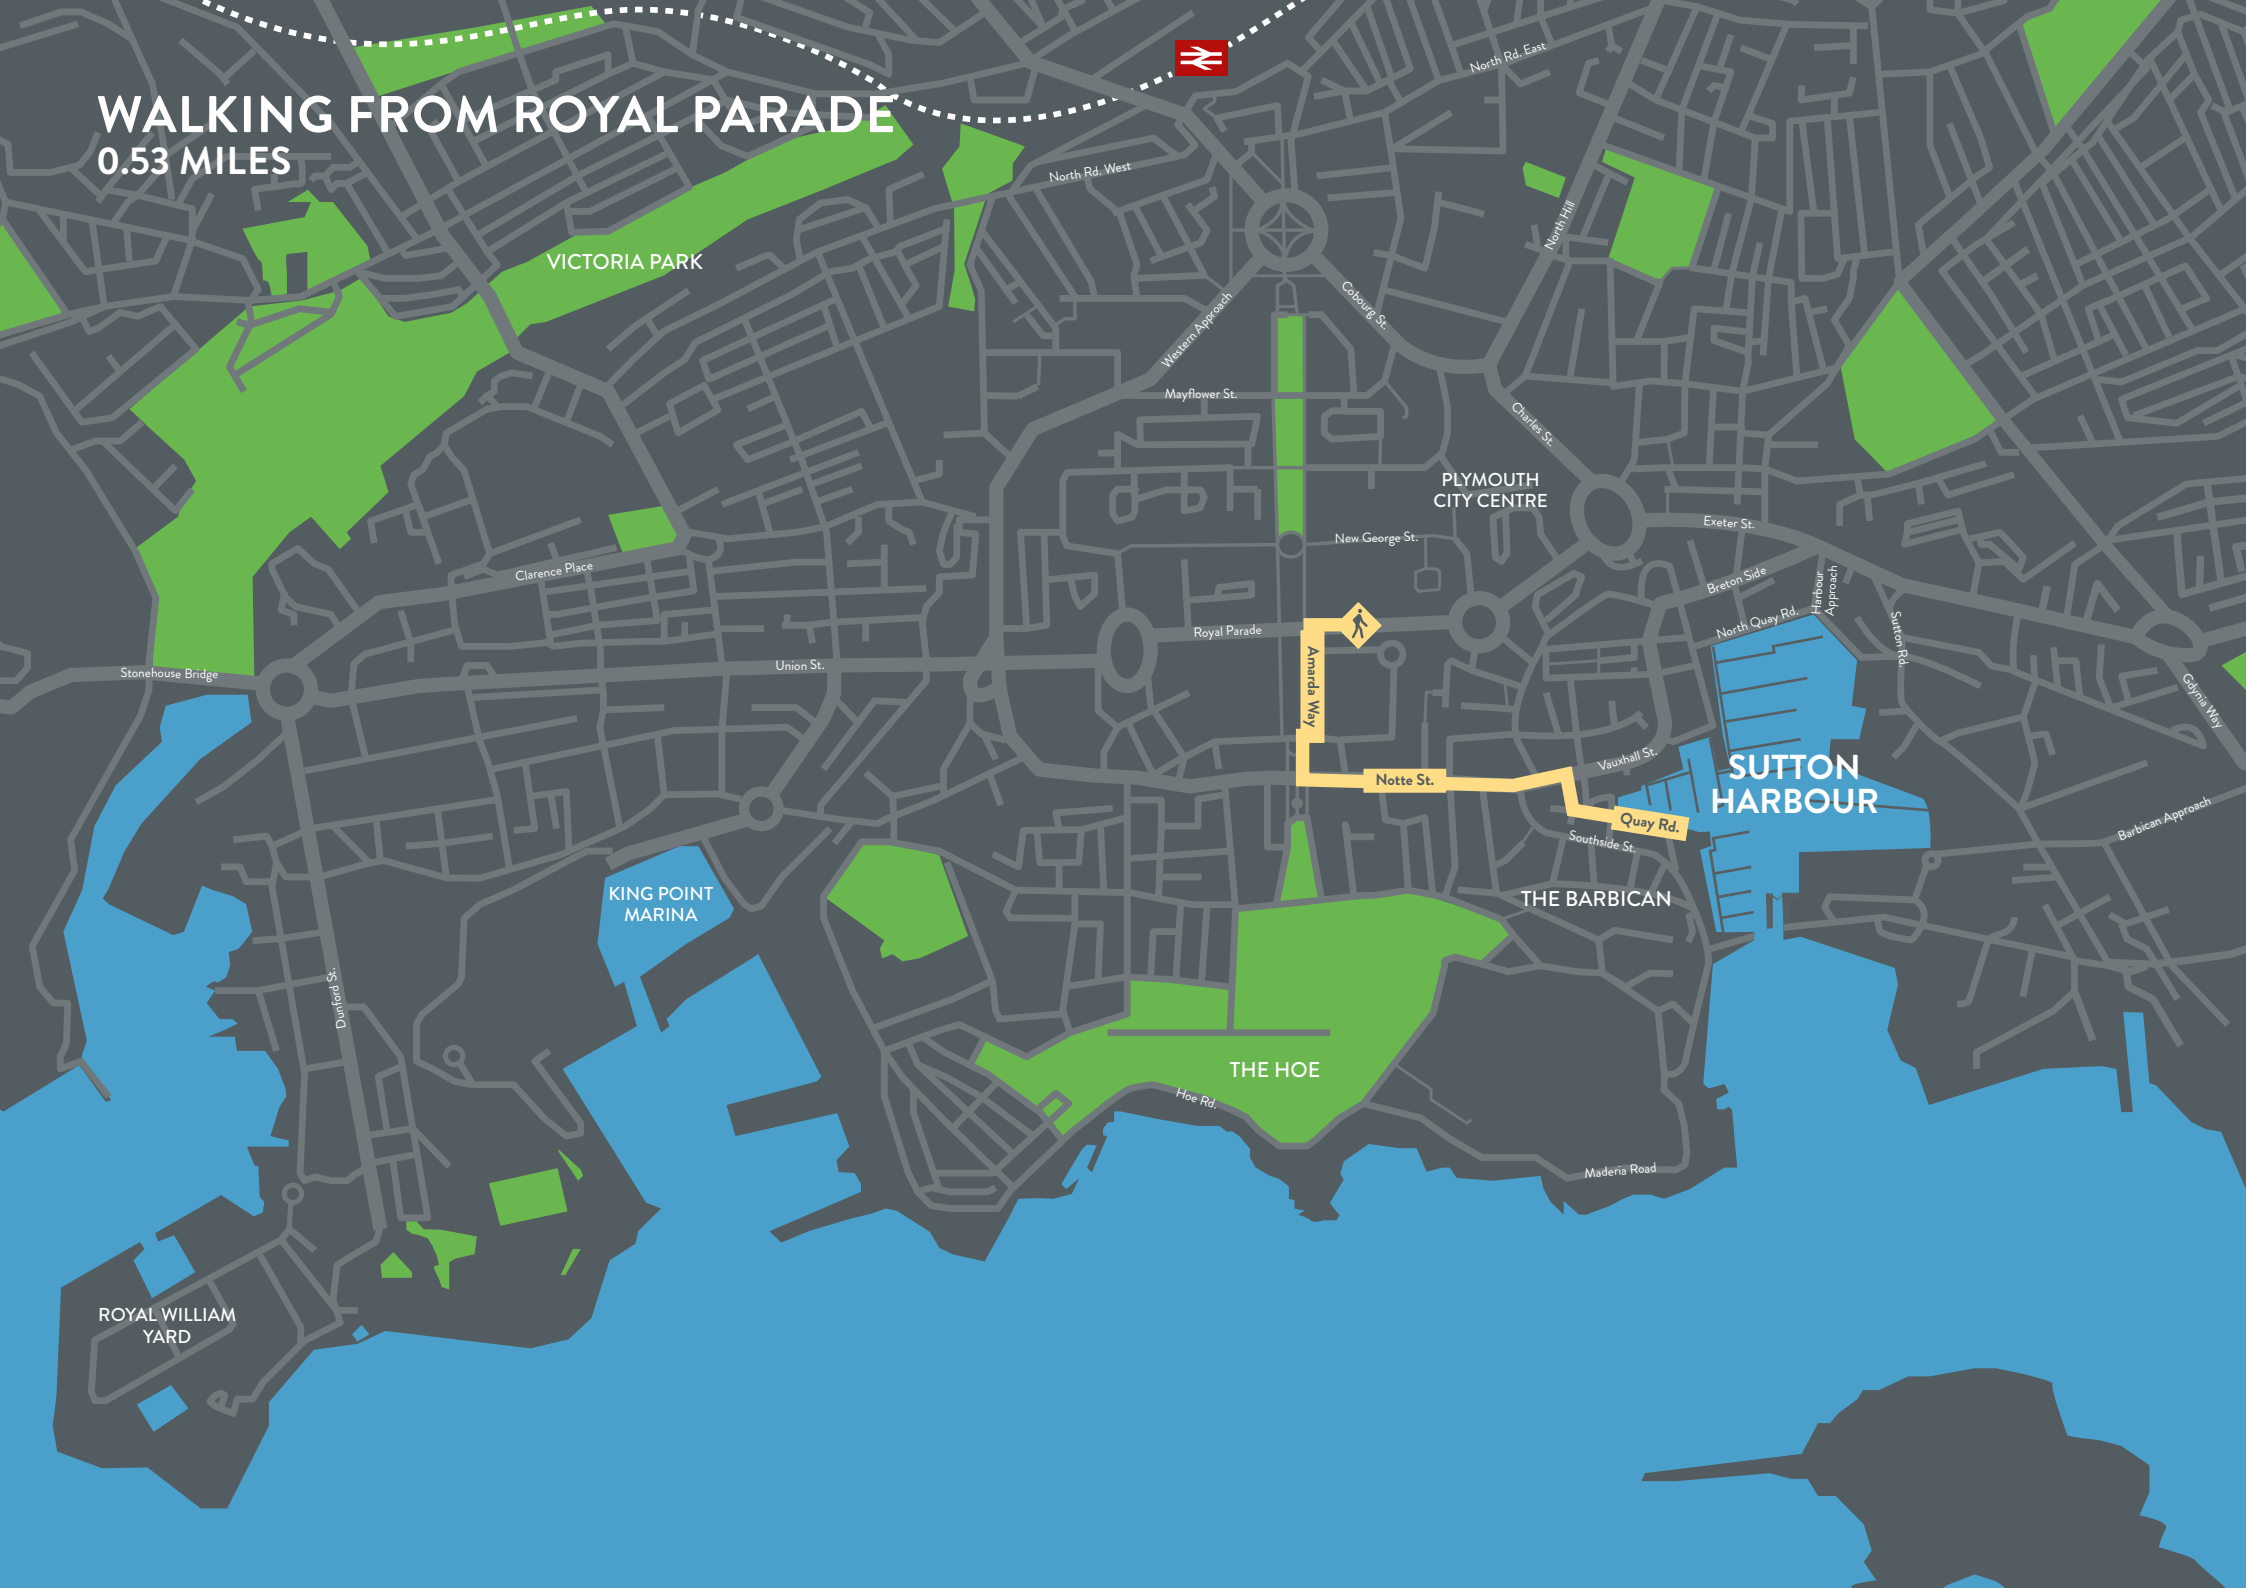 WALKING FROM ROYAL PARADE
0.53 MILES
North Rd. East
North Rd. West
VICTORIA PARK
North Hill
Cobourg St.
Western Approach
Mayflower St.
Charles St.
PLYMOUTH
CITY CENTRE
Exeter St.
New George St.
Clarence Place
Breton Side
Harbour
Approach
North Quay Rd.
Sutton Rd.
Royal Parade
Union St.
Stonehouse Bridge
Amarda Way
Gdynia Way
Vauxhall St.
SUTTON
HARBOUR
Notte St.
Quay Rd.
Southside St.
Barbican Approach
KING POINT
MARINA
THE BARBICAN
Durnford St.
THE HOE
Hoe Rd.
Maderia Road
ROYAL WILLIAM
YARD